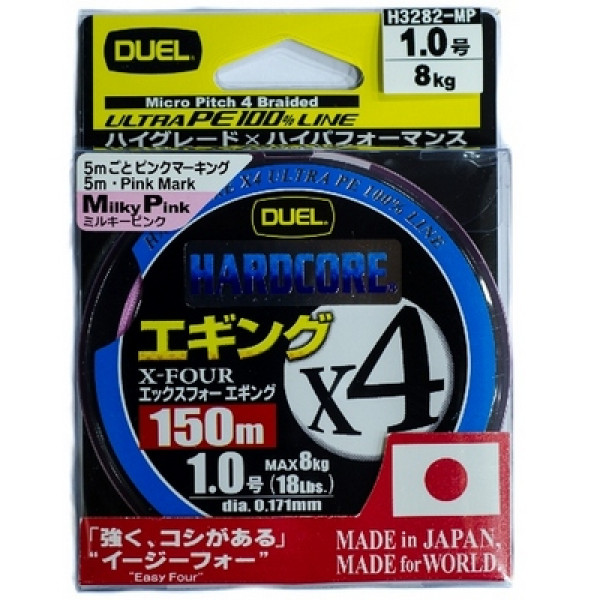 H3282-MP
DUEL
1.0号
8kg
Micro Pitch 4 Braided
ULTRA PE100% LINE
ハイグレード×ハイパフォーマンス
5mごとピンクマーキング
5m・Pink Mark
Milky Pink
ミルキーピンク
E X4 ULTRA PE 100% LINE
DUEL
HARDCORE
エギング
X-FOUR
エックスフォー エギング
X4
150m
1.0号 MAX8kg (18Lbs.)
dia. 0.171mm
「強く、コシがある」
“イージーフォー”
"Easy Four"
MADE in JAPAN,
MADE for WORLD.